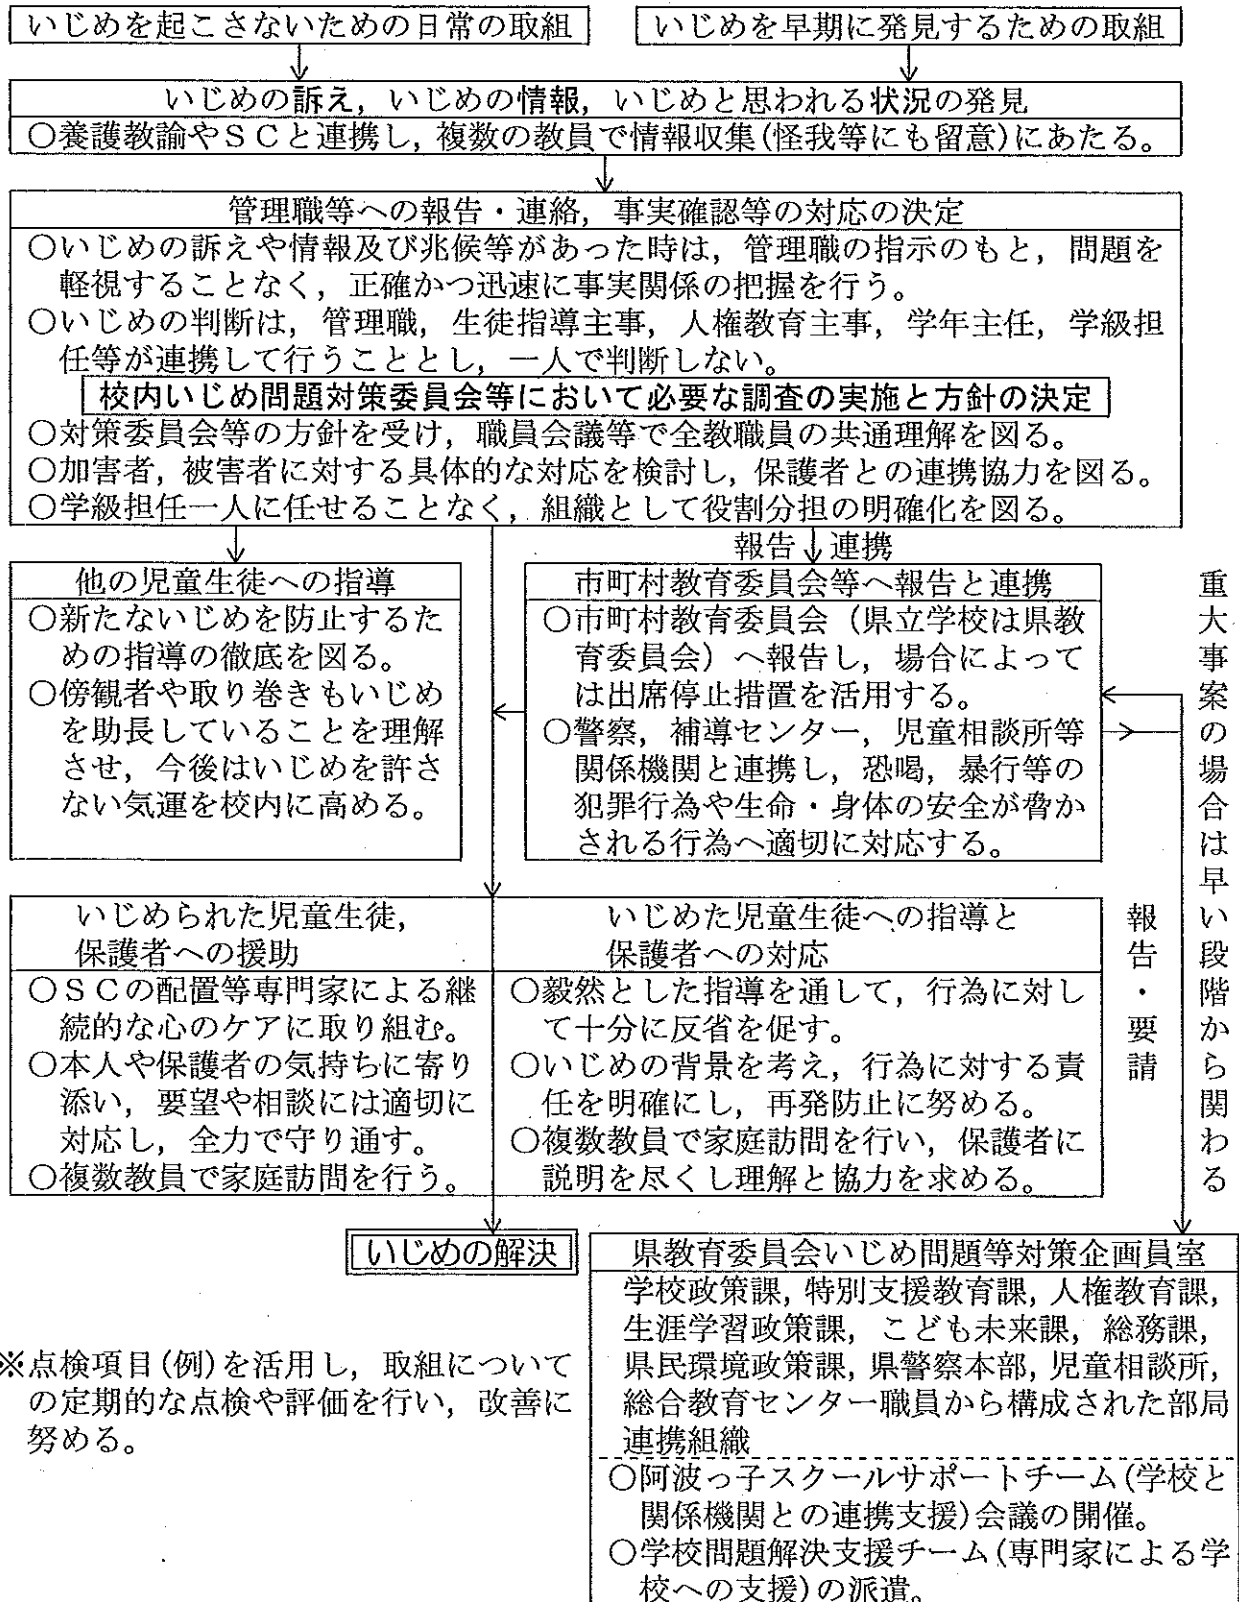 いじめを起こさないための日常の取組
いじめを早期に発見するための取組
いじめの訴え，いじめの情報，いじめと思われる状況の発見
○養護教諭やＳＣと連携し，複数の教員で情報収集(怪我等にも留意)にあたる。
管理職等への報告・連絡，事実確認等の対応の決定
○いじめの訴えや情報及び兆候等があった時は，管理職の指示のもと，問題を
軽視することなく，正確かつ迅速に事実関係の把握を行う。
○いじめの判断は，管理職，生徒指導主事，人権教育主事，学年主任，学級担
任等が連携して行うこととし，一人で判断しない。
校内いじめ問題対策委員会等において必要な調査の実施と方針の決定
○対策委員会等の方針を受け，職員会議等で全教職員の共通理解を図る。
○加害者，被害者に対する具体的な対応を検討し，保護者との連携協力を図る。
○学級担任一人に任せることなく，組織として役割分担の明確化を図る。
報告 連携
他の児童生徒への指導
○新たないじめを防止するた
めの指導の徹底を図る。
○傍観者や取り巻きもいじめ
を助長していることを理解
させ，今後はいじめを許さ
ない気運を校内に高める。
市町村教育委員会等へ報告と連携
○市町村教育委員会（県立学校は県教
育委員会）へ報告し，場合によって
は出席停止措置を活用する。
○警察，補導センター，児童相談所等
関係機関と連携し，恐喝，暴行等の
犯罪行為や生命・身体の安全が脅か
される行為へ適切に対応する。
重大事案の場合は早い段階から関わる
報告・要請
いじめられた児童生徒，
保護者への援助
○ＳＣの配置等専門家による継
続的な心のケアに取り組む。
○本人や保護者の気持ちに寄り
添い，要望や相談には適切に
対応し，全力で守り通す。
○複数教員で家庭訪問を行う。
いじめた児童生徒への指導と
保護者への対応
○毅然とした指導を通して，行為に対し
て十分に反省を促す。
○いじめの背景を考え，行為に対する責
任を明確にし，再発防止に努める。
○複数教員で家庭訪問を行い，保護者に
説明を尽くし理解と協力を求める。
いじめの解決
県教育委員会いじめ問題等対策企画員室
学校政策課，特別支援教育課，人権教育課，
生涯学習政策課，こども未来課，総務課，
県民環境政策課，県警察本部，児童相談所，
総合教育センター職員から構成された部局
連携組織
○阿波っ子スクールサポートチーム(学校と
関係機関との連携支援)会議の開催。
○学校問題解決支援チーム(専門家による学
校への支援)の派遣。
※点検項目(例)を活用し，取組について
の定期的な点検や評価を行い，改善に
努める。